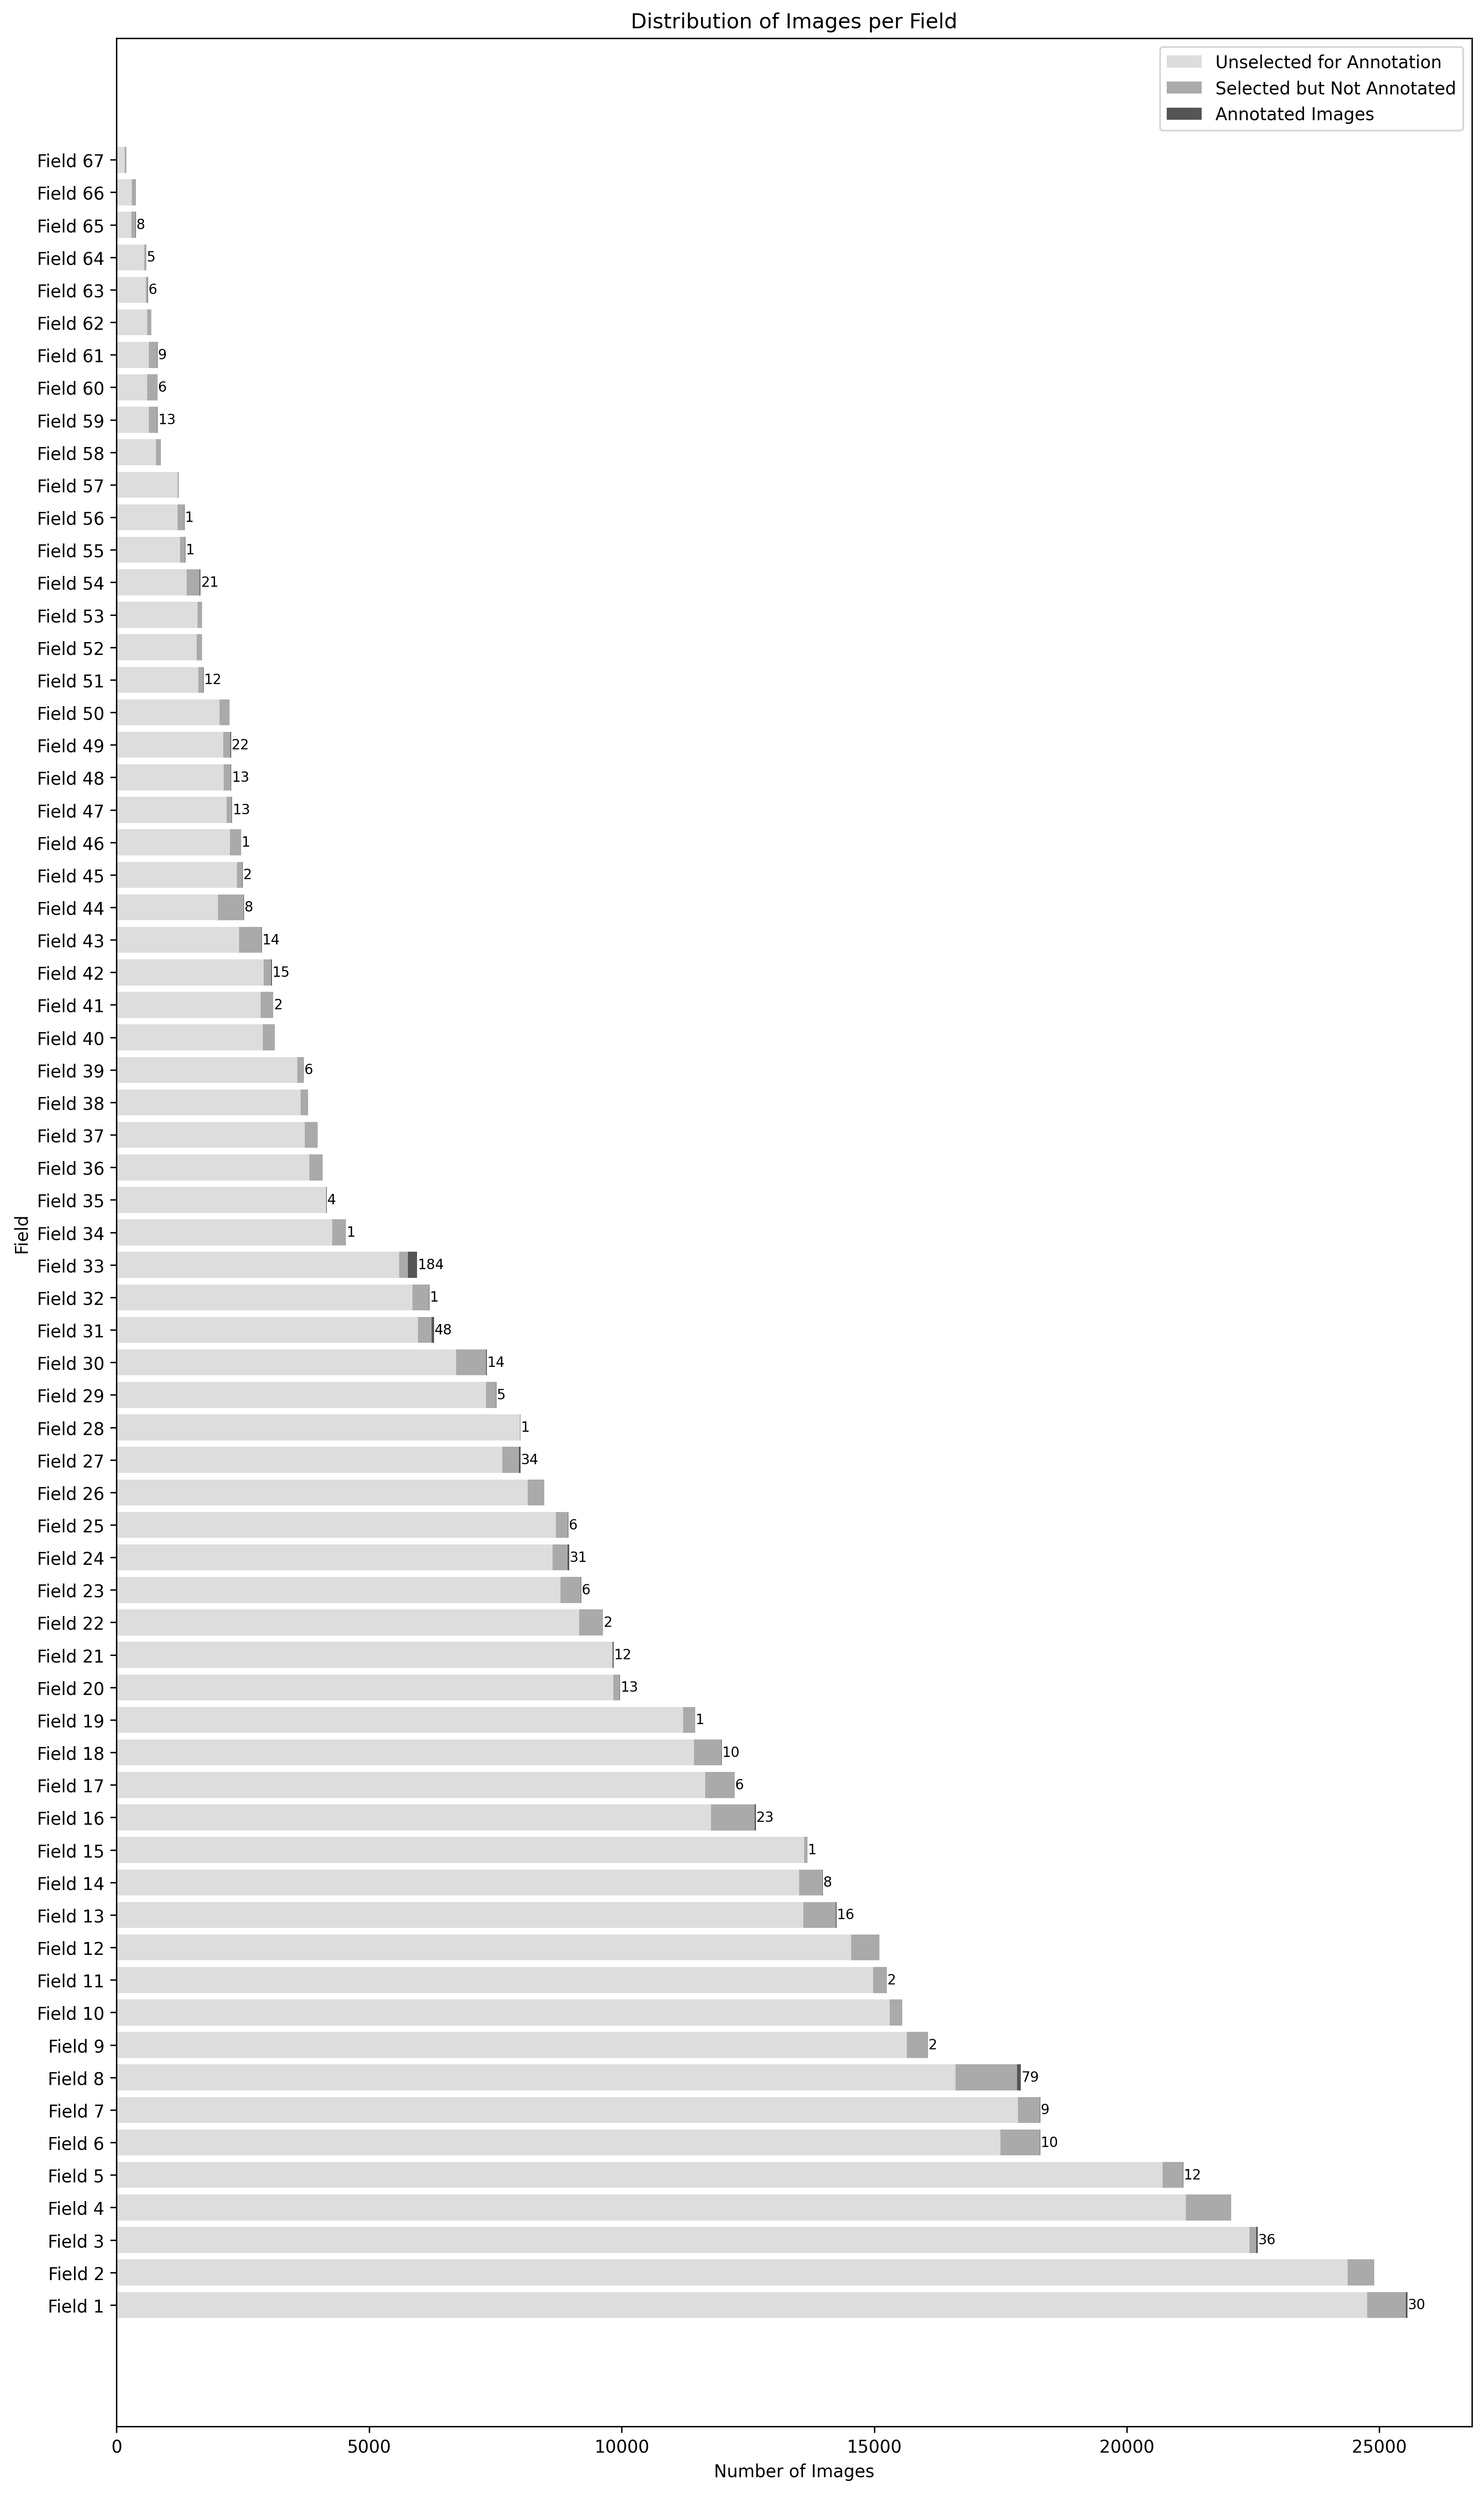 Distribution of Images per Field
Unselected for Annotation
Selected but Not Annotated
Annotated Images
Field
Field 67
Field 66
Field 65 8
Field 64 5
Field 63 6
Field 62
Field 61 9
Field 60 6
Field 59 13
Field 58
Field 57
Field 56 1
Field 55 1
Field 54 21
Field 53
Field 52
Field 51 12
Field 50
Field 49 22
Field 48 13
Field 47 13
Field 46 1
Field 45 2
Field 44 8
Field 43 14
Field 42 15
Field 41 2
Field 40
Field 39 6
Field 38
Field 37
Field 36
Field 35 4
Field 34 1
Field 33 184
Field 32 1
Field 31 48
Field 30 14
Field 29 5
Field 28 1
Field 27 34
Field 26
Field 25 6
Field 24 31
Field 23 6
Field 22 2
Field 21 12
Field 20 13
Field 19 1
Field 18 10
Field 17 6
Field 16 23
Field 15 1
Field 14 8
Field 13 16
Field 12
Field 11 2
Field 10
Field 9 2
Field 8 79
Field 7 9
Field 6 10
Field 5 12
Field 4
Field 3 36
Field 2
Field 1 30
0 5000 10000 15000 20000 25000
Number of Images